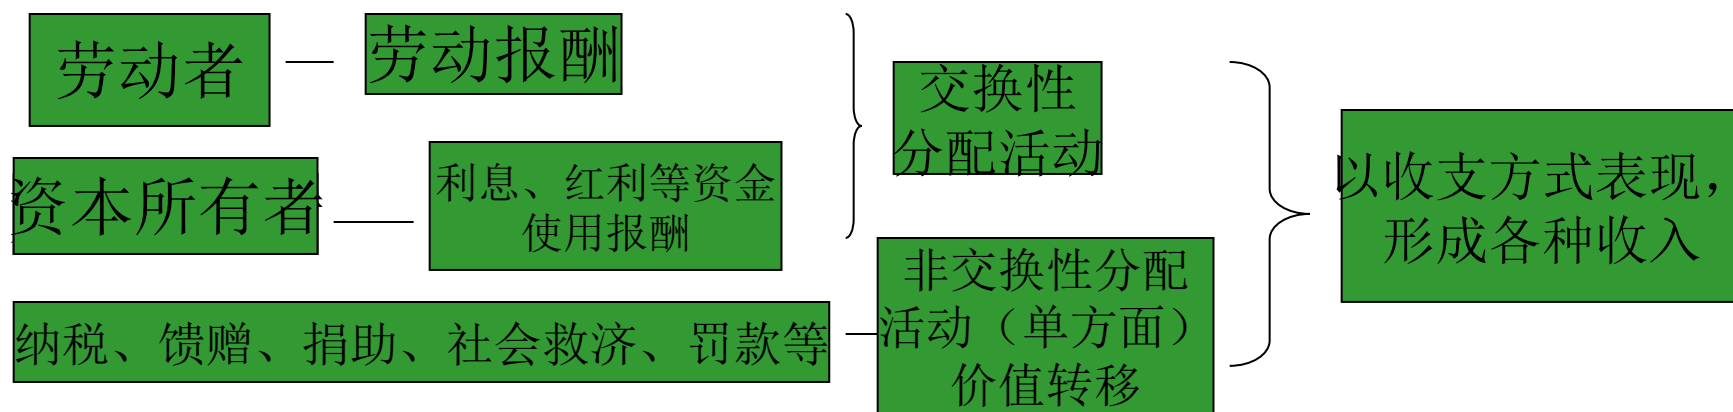 劳动者
劳动报酬
资本所有者
利息、红利等资金
使用报酬
交换性
分配活动
纳税、馈赠、捐助、社会救济、罚款等
非交换性分配
活动（单方面）
价值转移
以收支方式表现，
形成各种收入